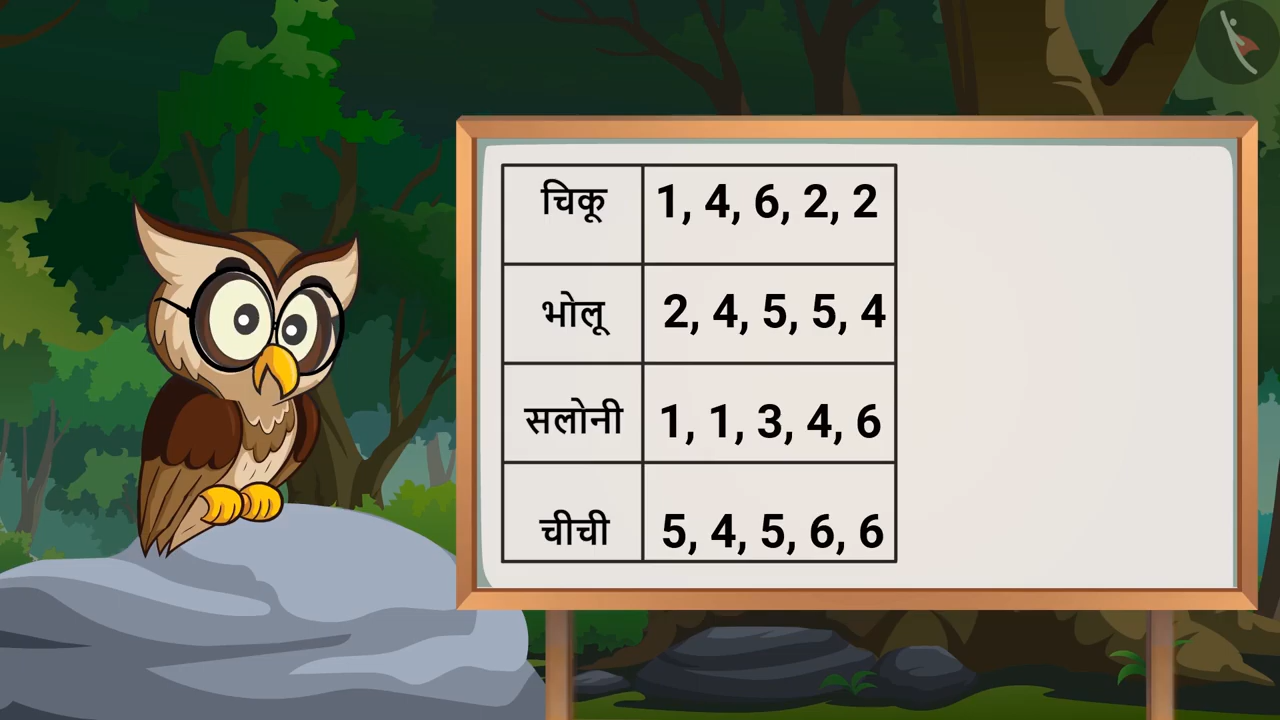 चिकू 1, 4, 6, 2, 2
भोलू 2, 4, 5, 5, 4
सलोनी 1, 1, 3, 4, 6
चीची 5, 4, 5, 6, 6